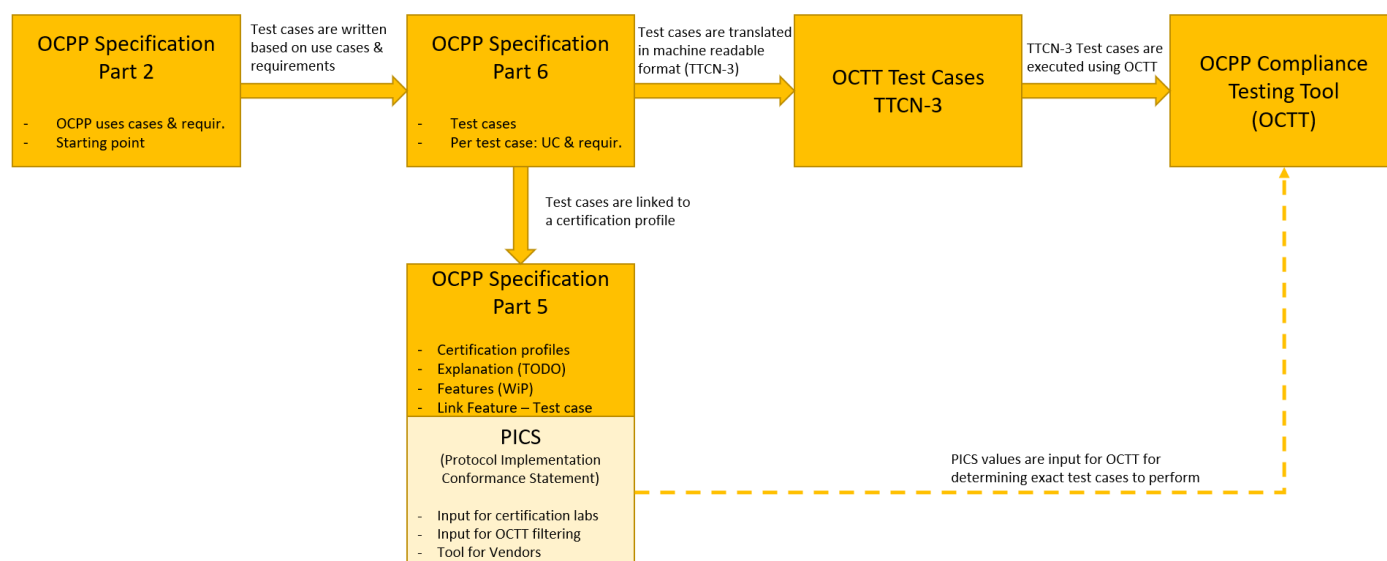 OCPP Specification
Part 2
- OCPP uses cases & requir.
- Starting point
Test cases are written
based on use cases &
requirements
OCPP Specification
Part 6
- Test cases
- Per test case: UC & requir.
Test cases are translated
in machine readable
format (TTCN-3)
OCTT Test Cases
TTCN-3
TTCN-3 Test cases are
executed using OCTT
OCPP Compliance
Testing Tool
(OCTT)
Test cases are linked to
a certification profile
OCPP Specification
Part 5
- Certification profiles
- Explanation (TODO)
- Features (WiP)
- Link Feature – Test case
PICS
(Protocol Implementation
Conformance Statement)
- Input for certification labs
- Input for OCTT filtering
- Tool for Vendors
PICS values are input for OCTT for
determining exact test cases to perform